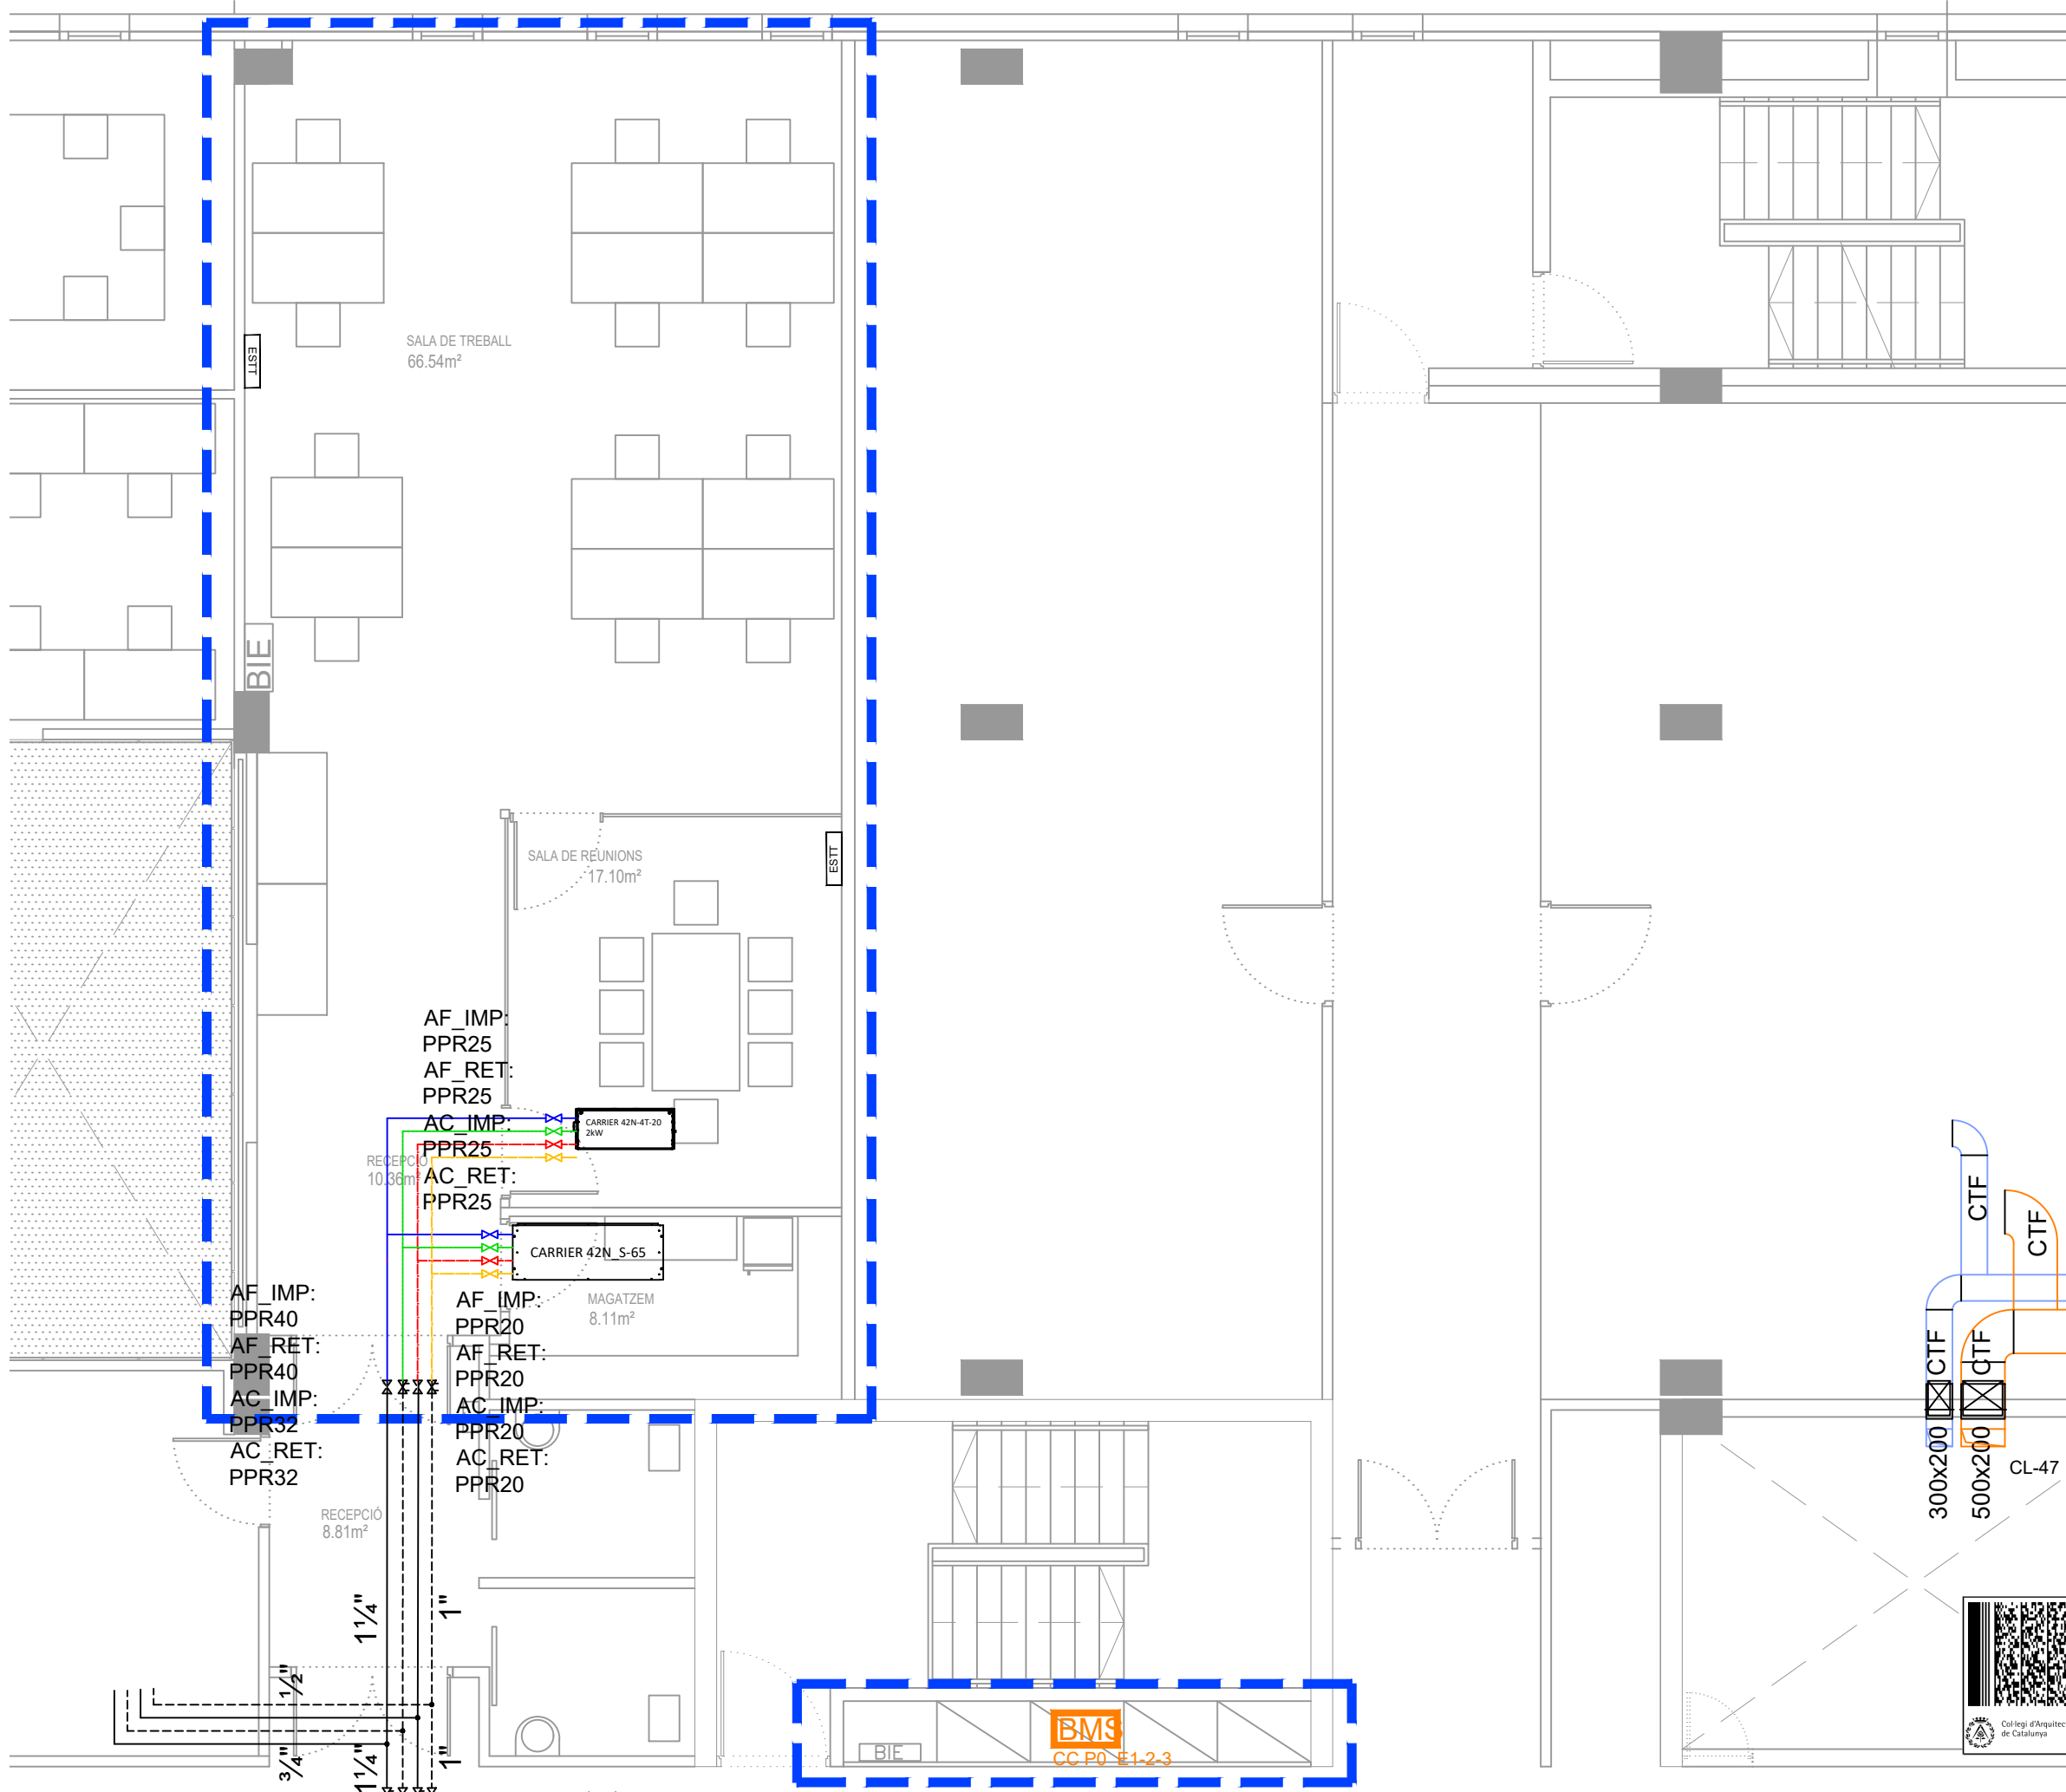 SALA DE TREBALL
66.54m²
ESTT
BIE
SALA DE REUNIONS
17.10m²
ESTT
AF_IMP:
PPR25
AF_RET:
PPR25
AC_IMP:
PPR25
AC_RET:
PPR25
CARRIER 42N-4T-20
2kW
RECEPCIÓ
10.36m²
CARRIER 42N_S-65
MAGATZEM
8.11m²
AF_IMP:
PPR40
AF_RET:
PPR40
AC_IMP:
PPR32
AC_RET:
PPR32
AF_IMP:
PPR20
AF_RET:
PPR20
AC_IMP:
PPR20
AC_RET:
PPR20
RECEPCIÓ
8.81m²
1¼"
1"
½"
¾"
1¼"
1"
BIE
BMS
CC P0_E1-2-3
CTF
CTF
CTF
CTF
300x200
500x200
CL-47
Col·legi d'Arquitec
de Catalunya